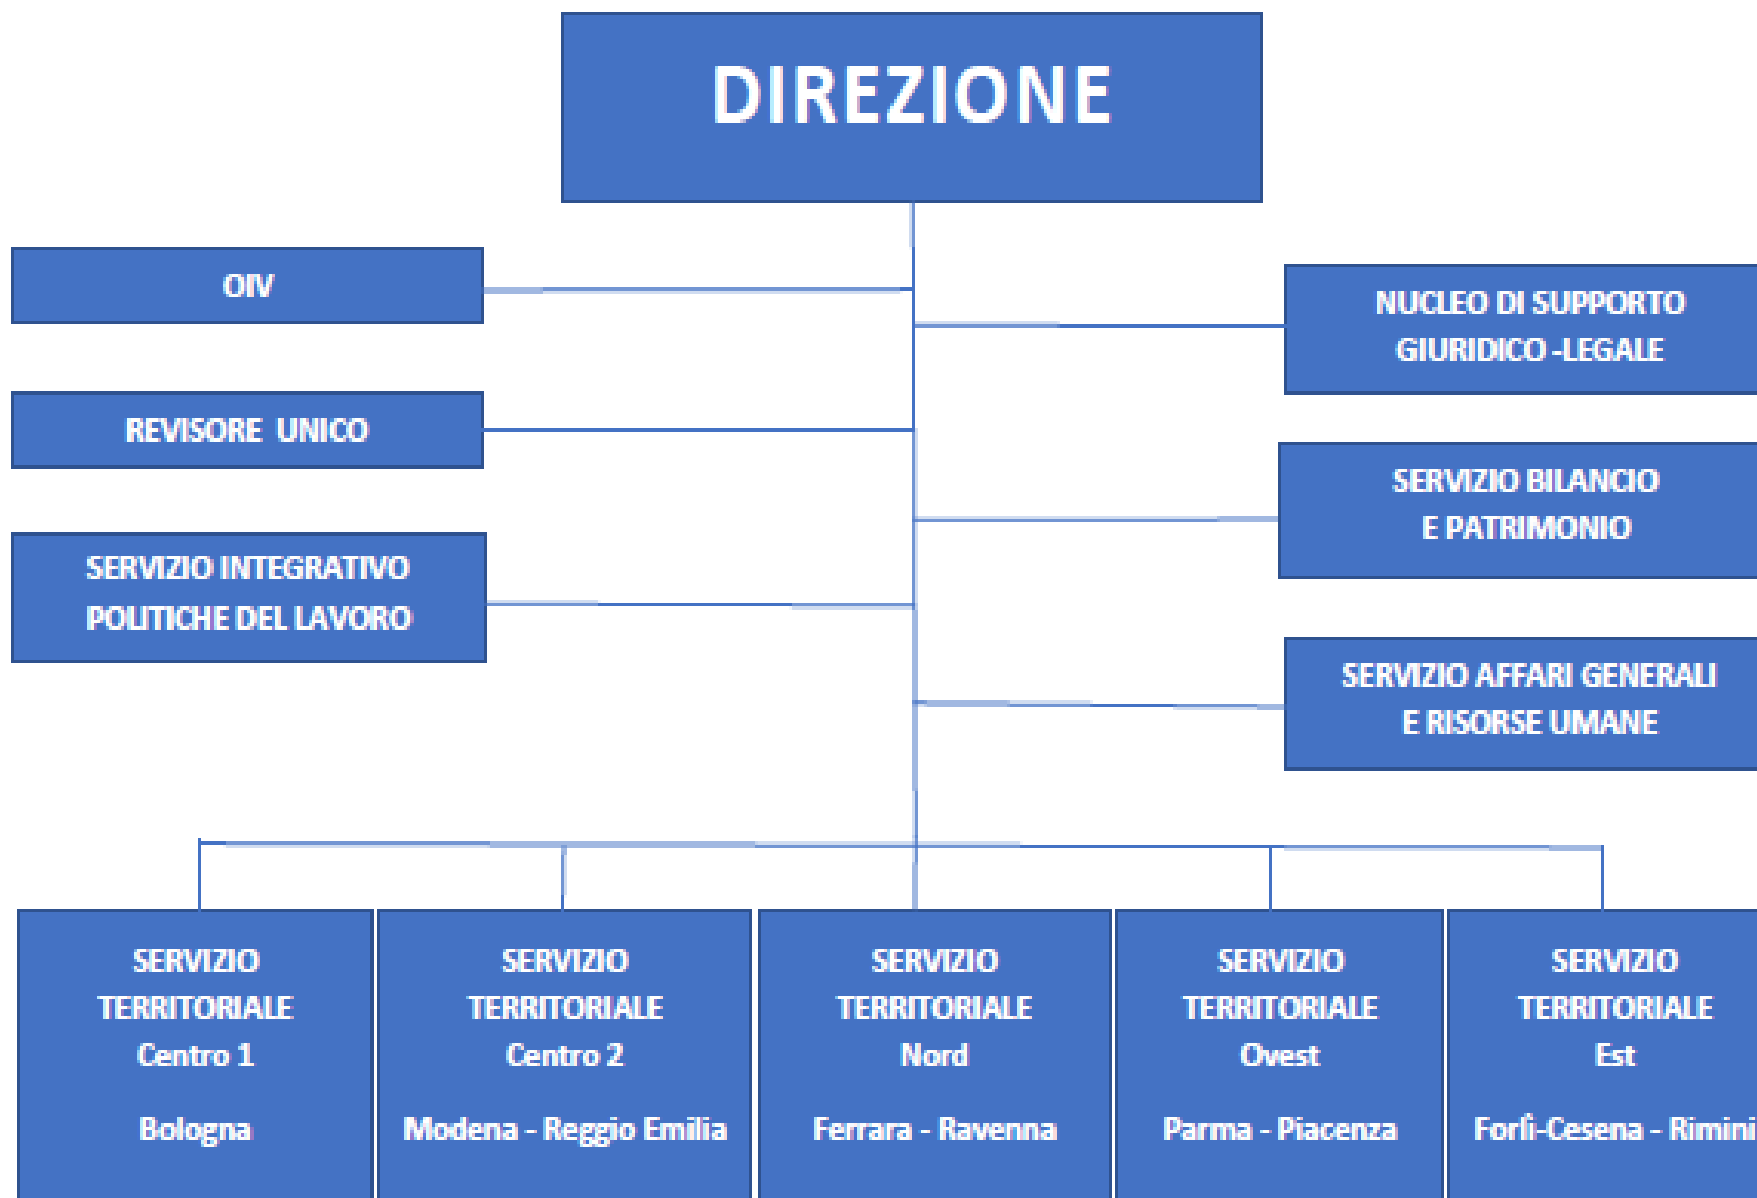 DIREZIONE
OIV
NUCLEO DI SUPPORTO
GIURIDICO -LEGALE
REVISORE UNICO
SERVIZIO BILANCIO
E PATRIMONIO
SERVIZIO INTEGRATIVO
POLITICHE DEL LAVORO
SERVIZIO AFFARI GENERALI
E RISORSE UMANE
SERVIZIO
TERRITORIALE
Centro 1
Bologna
SERVIZIO
TERRITORIALE
Centro 2
Modena - Reggio Emilia
SERVIZIO
TERRITORIALE
Nord
Ferrara - Ravenna
SERVIZIO
TERRITORIALE
Ovest
Parma - Piacenza
SERVIZIO
TERRITORIALE
Est
Forlì-Cesena - Rimini